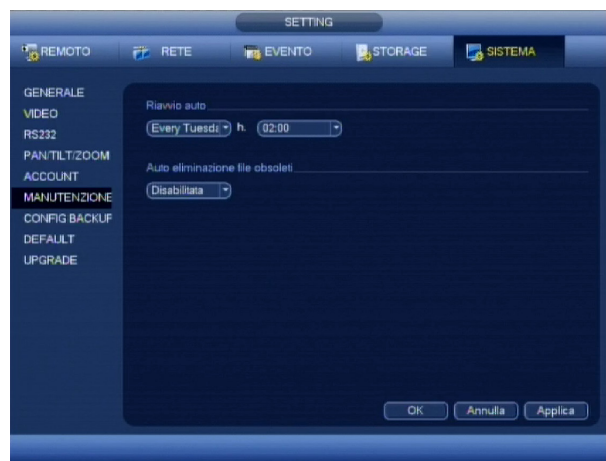 SETTING
REMOTO RETE EVENTO STORAGE SISTEMA
GENERALE
VIDEO
RS232
PAN/TILT/ZOOM
ACCOUNT
MANUTENZIONE
CONFIG BACKUP
DEFAULT
UPGRADE
Riavvio auto
Every Tuesda h. 02:00
Auto eliminazione file obsoleti
Disabilitata
OK Annulla Applica